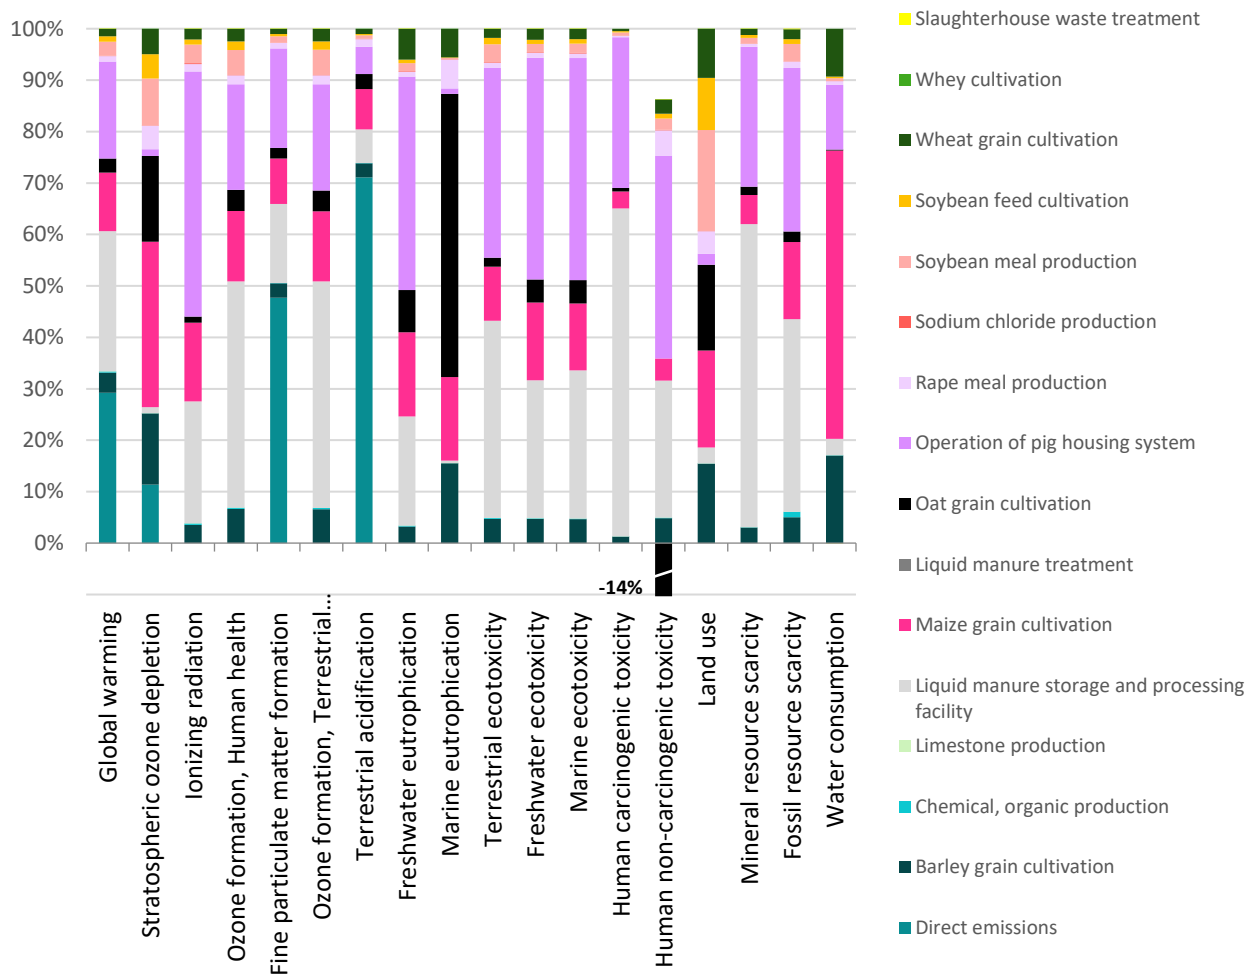 100%
90%
80%
70%
60%
50%
40%
30%
20%
10%
0%
-14%
Global warming
Stratospheric ozone depletion
Ionizing radiation
Ozone formation, Human health
Fine particulate matter formation
Ozone formation, Terrestrial...
Terrestrial acidification
Freshwater eutrophication
Marine eutrophication
Terrestrial ecotoxicity
Freshwater ecotoxicity
Marine ecotoxicity
Human carcinogenic toxicity
Human non-carcinogenic toxicity
Land use
Mineral resource scarcity
Fossil resource scarcity
Water consumption
Slaughterhouse waste treatment
Whey cultivation
Wheat grain cultivation
Soybean feed cultivation
Soybean meal production
Sodium chloride production
Rape meal production
Operation of pig housing system
Oat grain cultivation
Liquid manure treatment
Maize grain cultivation
Liquid manure storage and processing
facility
Limestone production
Chemical, organic production
Barley grain cultivation
Direct emissions